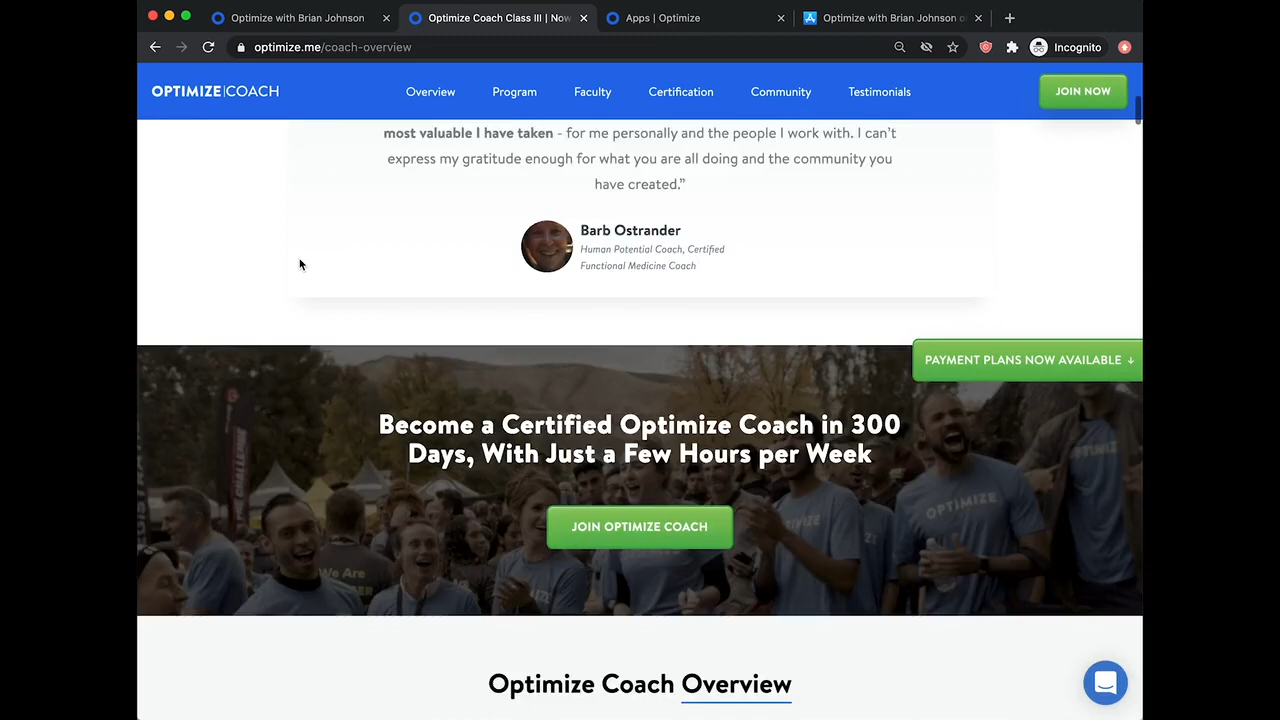 Optimize with Brian Johnson
Optimize Coach Class III | Now
Apps | Optimize
Optimize with Brian Johnson o
optimize.me/coach-overview
Incognito
OPTIMIZE|COACH
Overview
Program
Faculty
Certification
Community
Testimonials
JOIN NOW
most valuable I have taken - for me personally and the people I work with. I can't
express my gratitude enough for what you are all doing and the community you
have created."
Barb Ostrander
Human Potential Coach, Certified
Functional Medicine Coach
PAYMENT PLANS NOW AVAILABLE ↓
Become a Certified Optimize Coach in 300
Days, With Just a Few Hours per Week
OPTIMIZE
We Are
JOIN OPTIMIZE COACH
Optimize Coach Overview